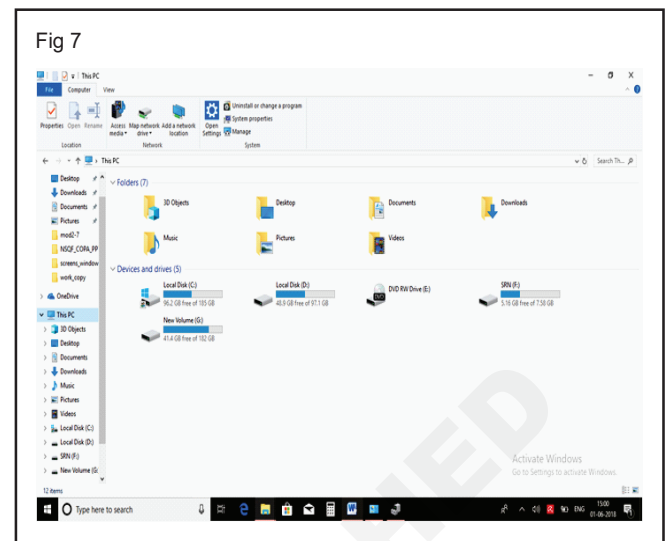 Fig 7
This PC
File Computer View
Properties Open Rename Access media Map network drive Add a network location Open Settings Uninstall or change a program
System properties
Manage
Location Network System
This PC Search Th...
Desktop
Downloads
Documents
Pictures
mod2-7
NSQF_COPA_PP
screens_window
work_copy
OneDrive
This PC
3D Objects
Desktop
Documents
Downloads
Music
Pictures
Videos
Local Disk (C:)
Local Disk (D:)
SRN (F:)
New Volume (G:
Folders (7)
3D Objects Desktop Documents Downloads
Music Pictures Videos
Devices and drives (5)
Local Disk (C:) Local Disk (D:) DVD RW Drive (E:) SRN (F:)
96.2 GB free of 185 GB 48.9 GB free of 97.1 GB 5.16 GB free of 7.58 GB
New Volume (G:)
41.4 GB free of 182 GB
Activate Windows
Go to Settings to activate Windows.
12 items
Type here to search ENG 15:00
01-06-2018